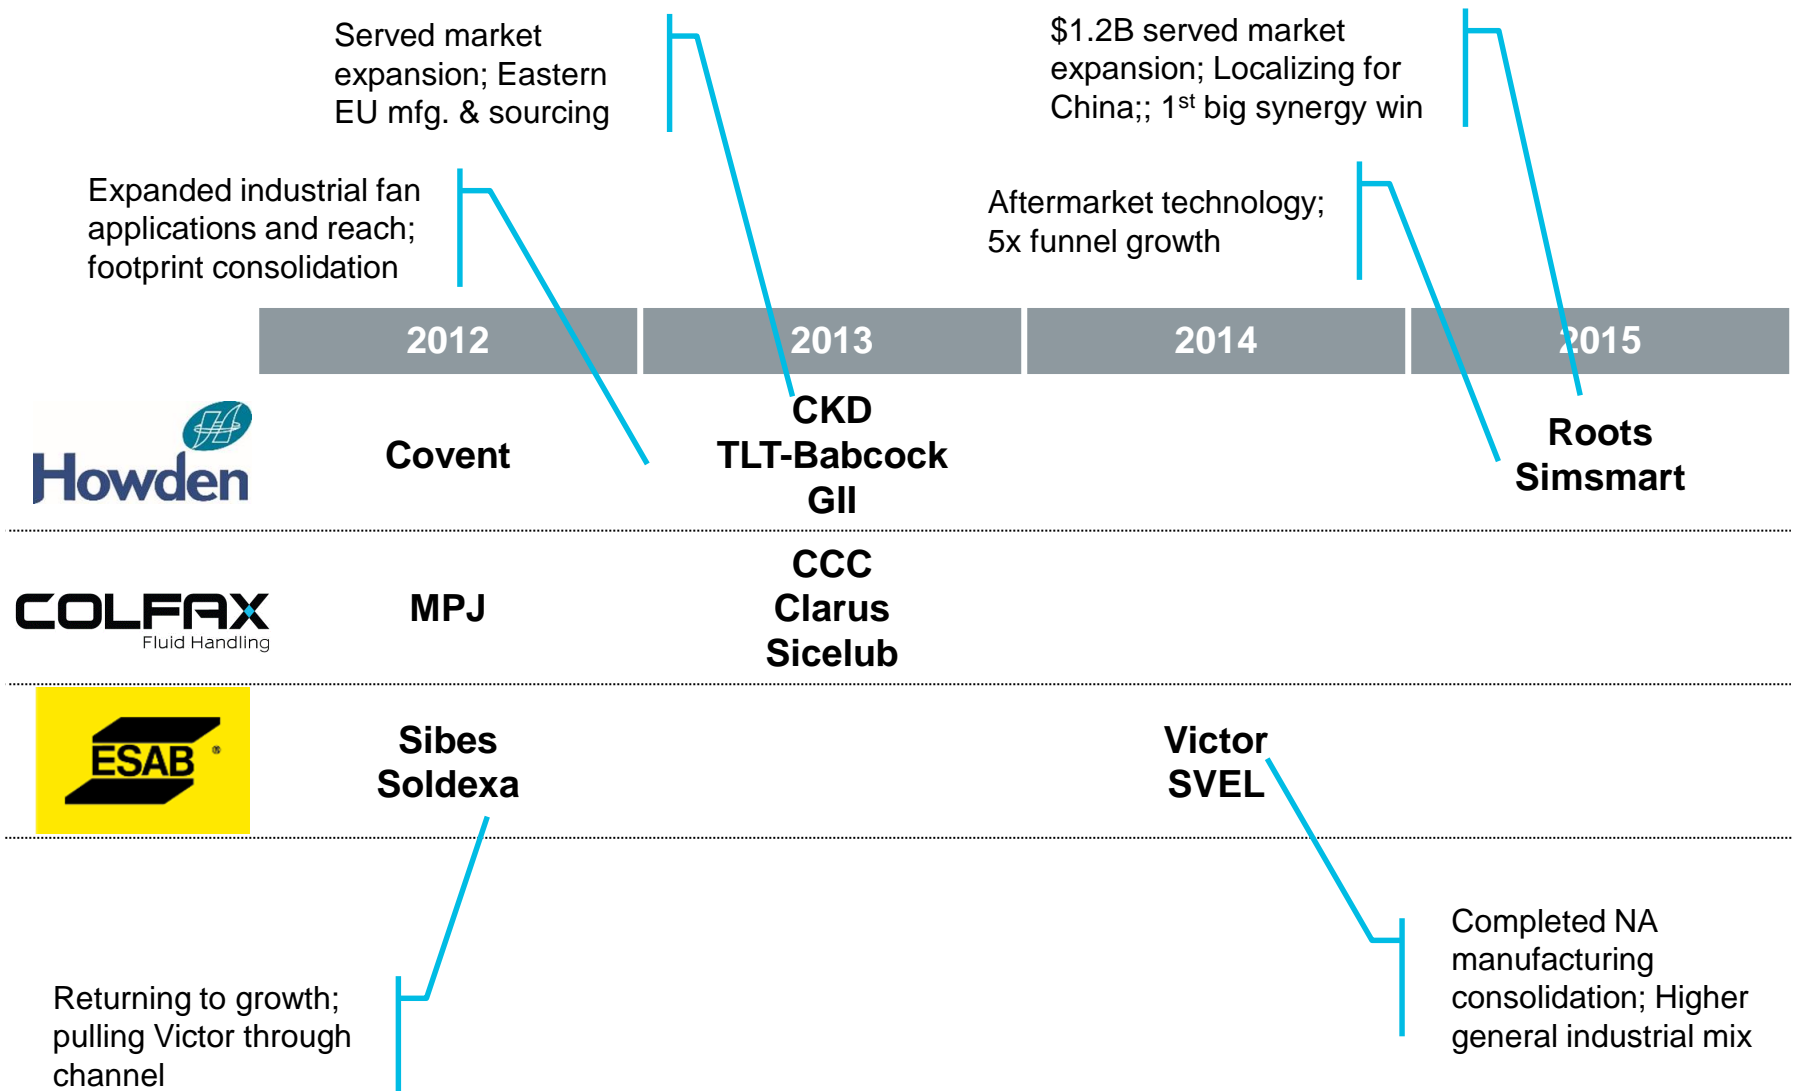 Served market
expansion; Eastern
EU mfg. & sourcing
$1.2B served market
expansion; Localizing for
China;; 1st big synergy win
Expanded industrial fan
applications and reach;
footprint consolidation
Aftermarket technology;
5x funnel growth
2012
2013
2014
2015
Howden
Covent
CKD
TLT-Babcock
GII
Roots
Simsmart
COLFAX
Fluid Handling
MPJ
CCC
Clarus
Sicelub
ESAB ®
Sibes
Soldexa
Victor
SVEL
Returning to growth;
pulling Victor through
channel
Completed NA
manufacturing
consolidation; Higher
general industrial mix